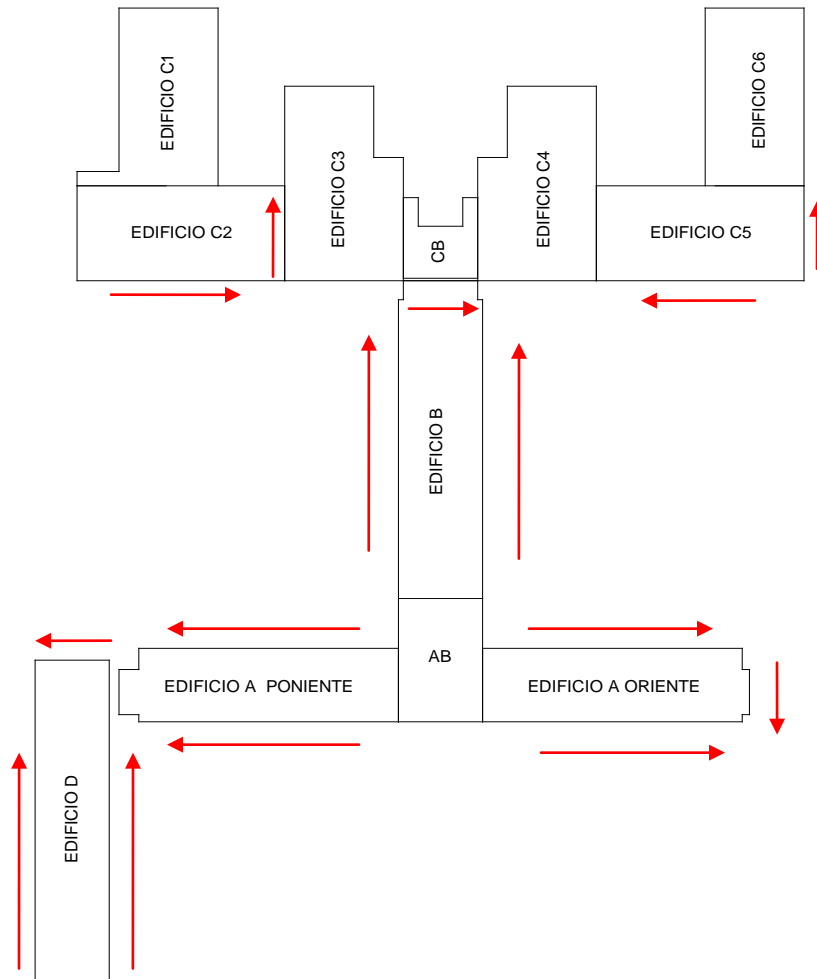 EDIFICIO C1
EDIFICIO C6
EDIFICIO C3
EDIFICIO C4
EDIFICIO C2
CB
EDIFICIO C5
EDIFICIO B
AB
EDIFICIO A PONIENTE
EDIFICIO A ORIENTE
EDIFICIO D